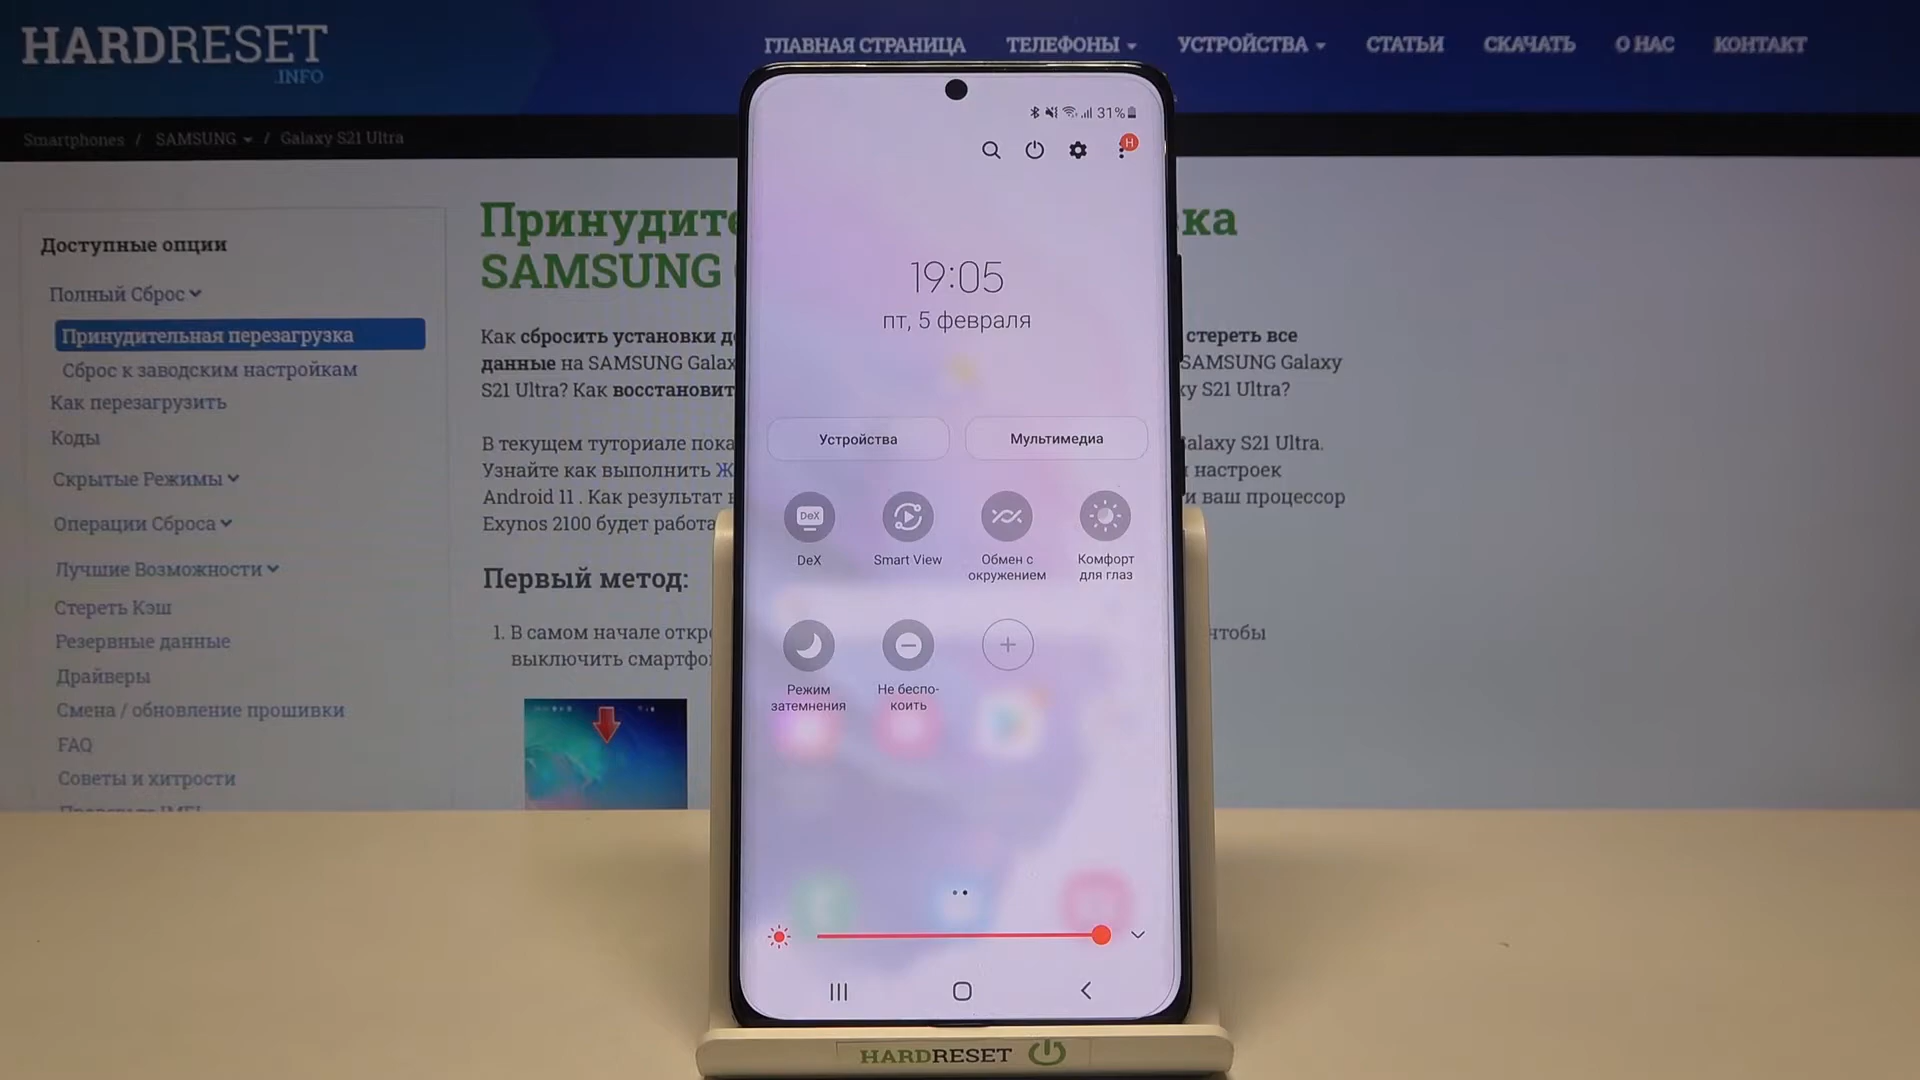 HARDRESET
.INFO
ГЛАВНАЯ СТРАНИЦА ТЕЛЕФОНЫ УСТРОЙСТВА СТАТЬИ СКАЧАТЬ О НАС КОНТАКТ
Smartphones / SAMSUNG / Galaxy S21 Ultra
Доступные опции
Полный Сброс
Принудительная перезагрузка
Сброс к заводским настройкам
Как перезагрузить
Коды
Скрытые Режимы
Операции Сброса
Лучшие Возможности
Стереть Кэш
Резервные данные
Драйверы
Смена / обновление прошивки
FAQ
Советы и хитрости
Принудите ка
SAMSUNG
Как сбросить установки д стереть все
данные на SAMSUNG Galax SAMSUNG Galaxy
S21 Ultra? Как восстановит y S21 Ultra?
В текущем туториале пока alaxy S21 Ultra.
Узнайте как выполнить Ж настроек
Android 11 . Как результат и ваш процессор
Exynos 2100 будет работа
Первый метод:
1. В самом начале откро чтобы
выключить смартфо
31%
H
19:05
пт, 5 февраля
Устройства Мультимедиа
DeX
DeX
Smart View
Обмен с
окружением
Комфорт
для глаз
Режим
затемнения
Не беспо-
коить
HARDRESET